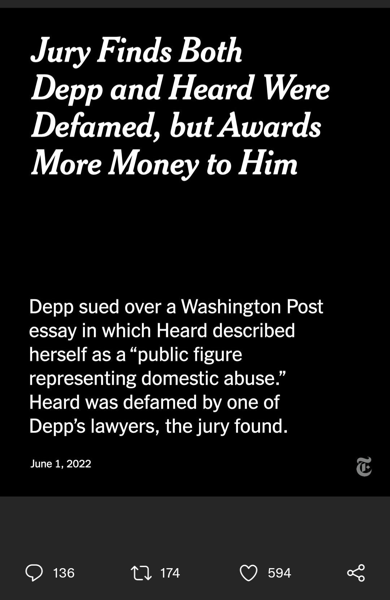 Jury Finds Both
Depp and Heard Were
Defamed, but Awards
More Money to Him
Depp sued over a Washington Post
essay in which Heard described
herself as a “public figure
representing domestic abuse.”
Heard was defamed by one of
Depp’s lawyers, the jury found.
June 1, 2022
T
136 174 594